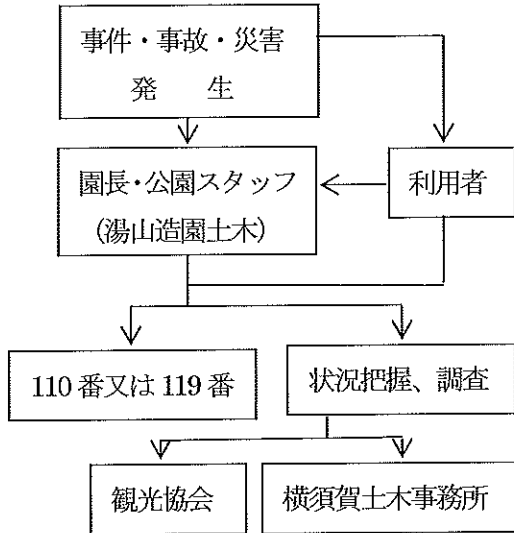 事件・事故・災害
発 生
園長・公園スタッフ
(湯山造園土木)
利用者
110番又は119番
状況把握、調査
観光協会
横須賀土木事務所